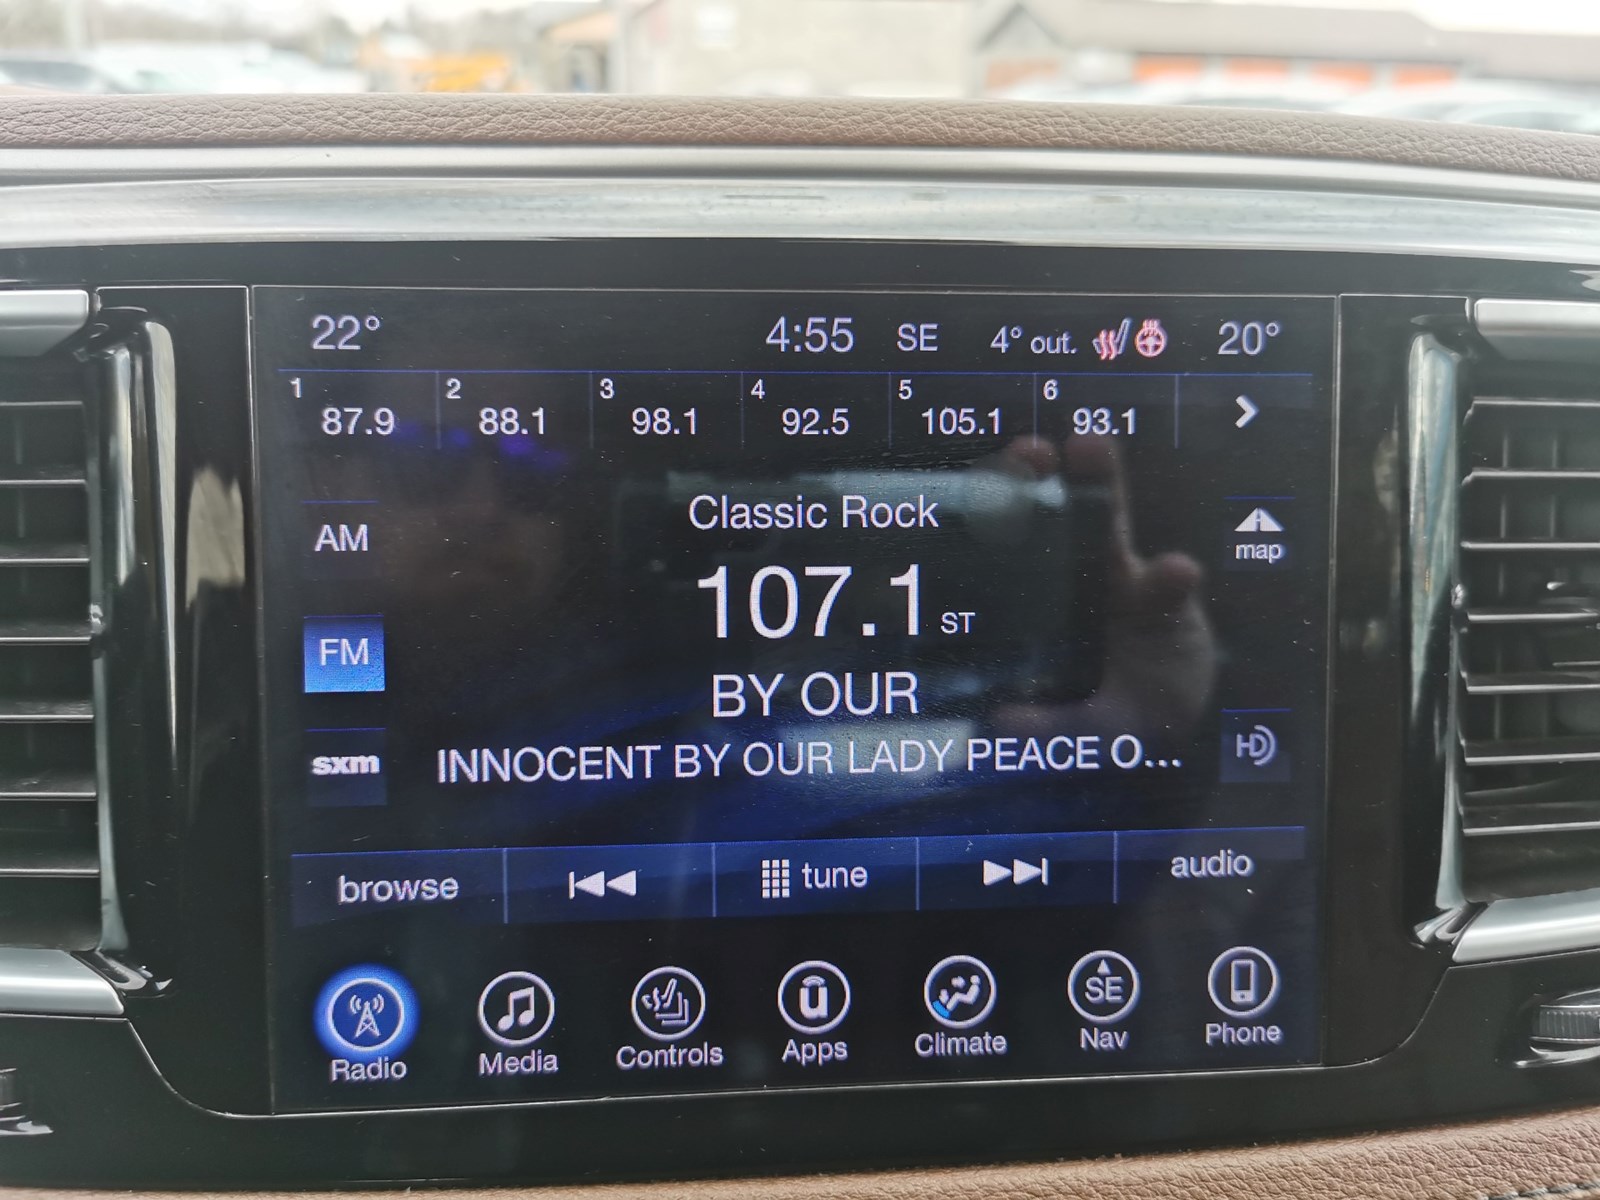 22° 4:55 SE 4° out. 20°
1 2 3 4 5 6
87.9 88.1 98.1 92.5 105.1 93.1
Classic Rock
AM
map
107.1 ST
FM
BY OUR
HD
sxm
INNOCENT BY OUR LADY PEACE O...
browse tune audio
SE
Radio Media Controls Apps Climate Nav Phone